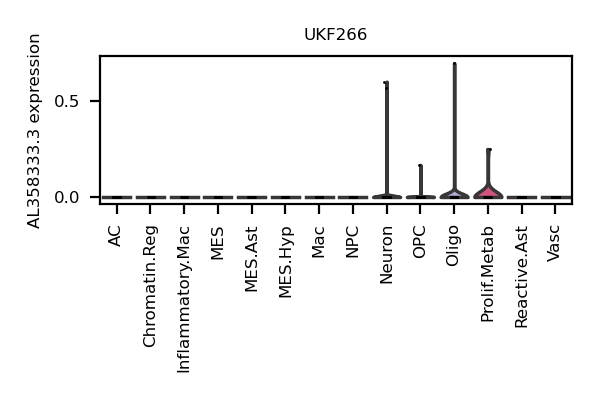 UKF266
AL358333.3 expression
0.5
0.0
AC
Chromatin.Reg
Inflammatory.Mac
MES
MES.Ast
MES.Hyp
Mac
NPC
Neuron
OPC
Oligo
Prolif.Metab
Reactive.Ast
Vasc